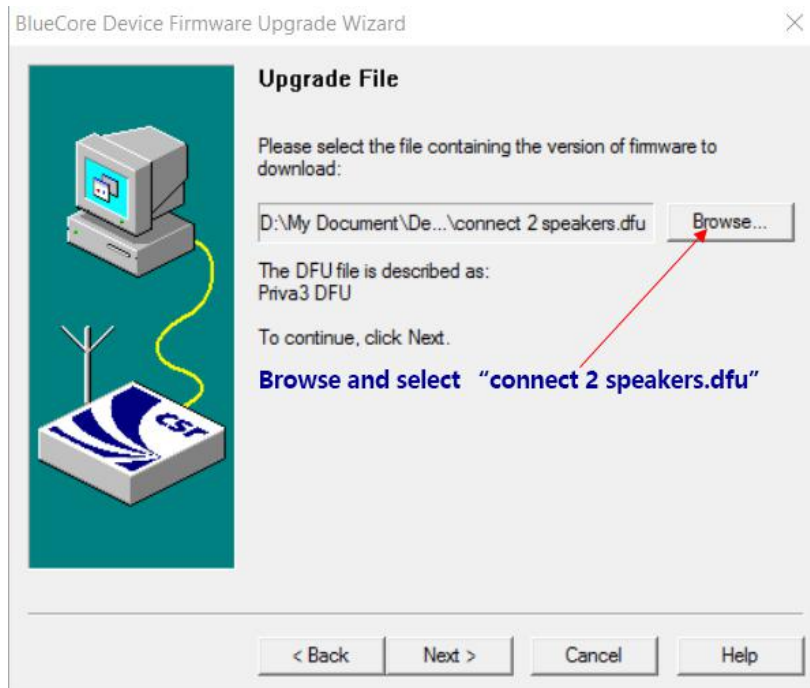 BlueCore Device Firmware Upgrade Wizard
Upgrade File
Please select the file containing the version of firmware to
download:
D:\My Document\De...\connect 2 speakers.dfu
Browse...
The DFU file is described as:
Priva3 DFU
To continue, click Next.
Browse and select “connect 2 speakers.dfu”
CSr
< Back
Next >
Cancel
Help